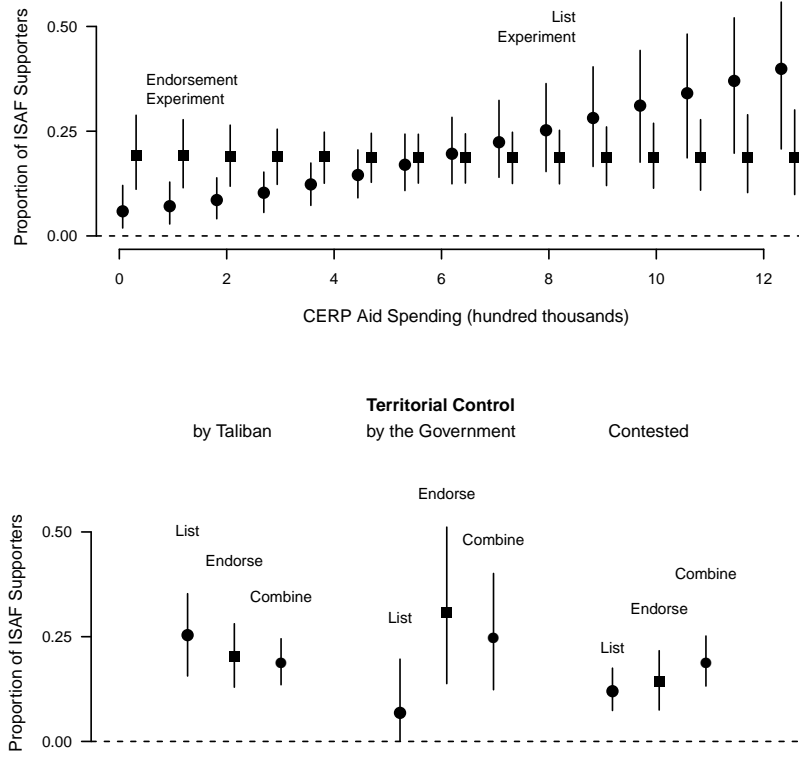 Proportion of ISAF Supporters
0.50
0.25
0.00
List
Experiment
Endorsement
Experiment
0 2 4 6 8 10 12
CERP Aid Spending (hundred thousands)
Territorial Control
by Taliban by the Government Contested
Proportion of ISAF Supporters
0.50
0.25
0.00
List
Endorse
Combine
List
Endorse
Combine
List
Endorse
Combine